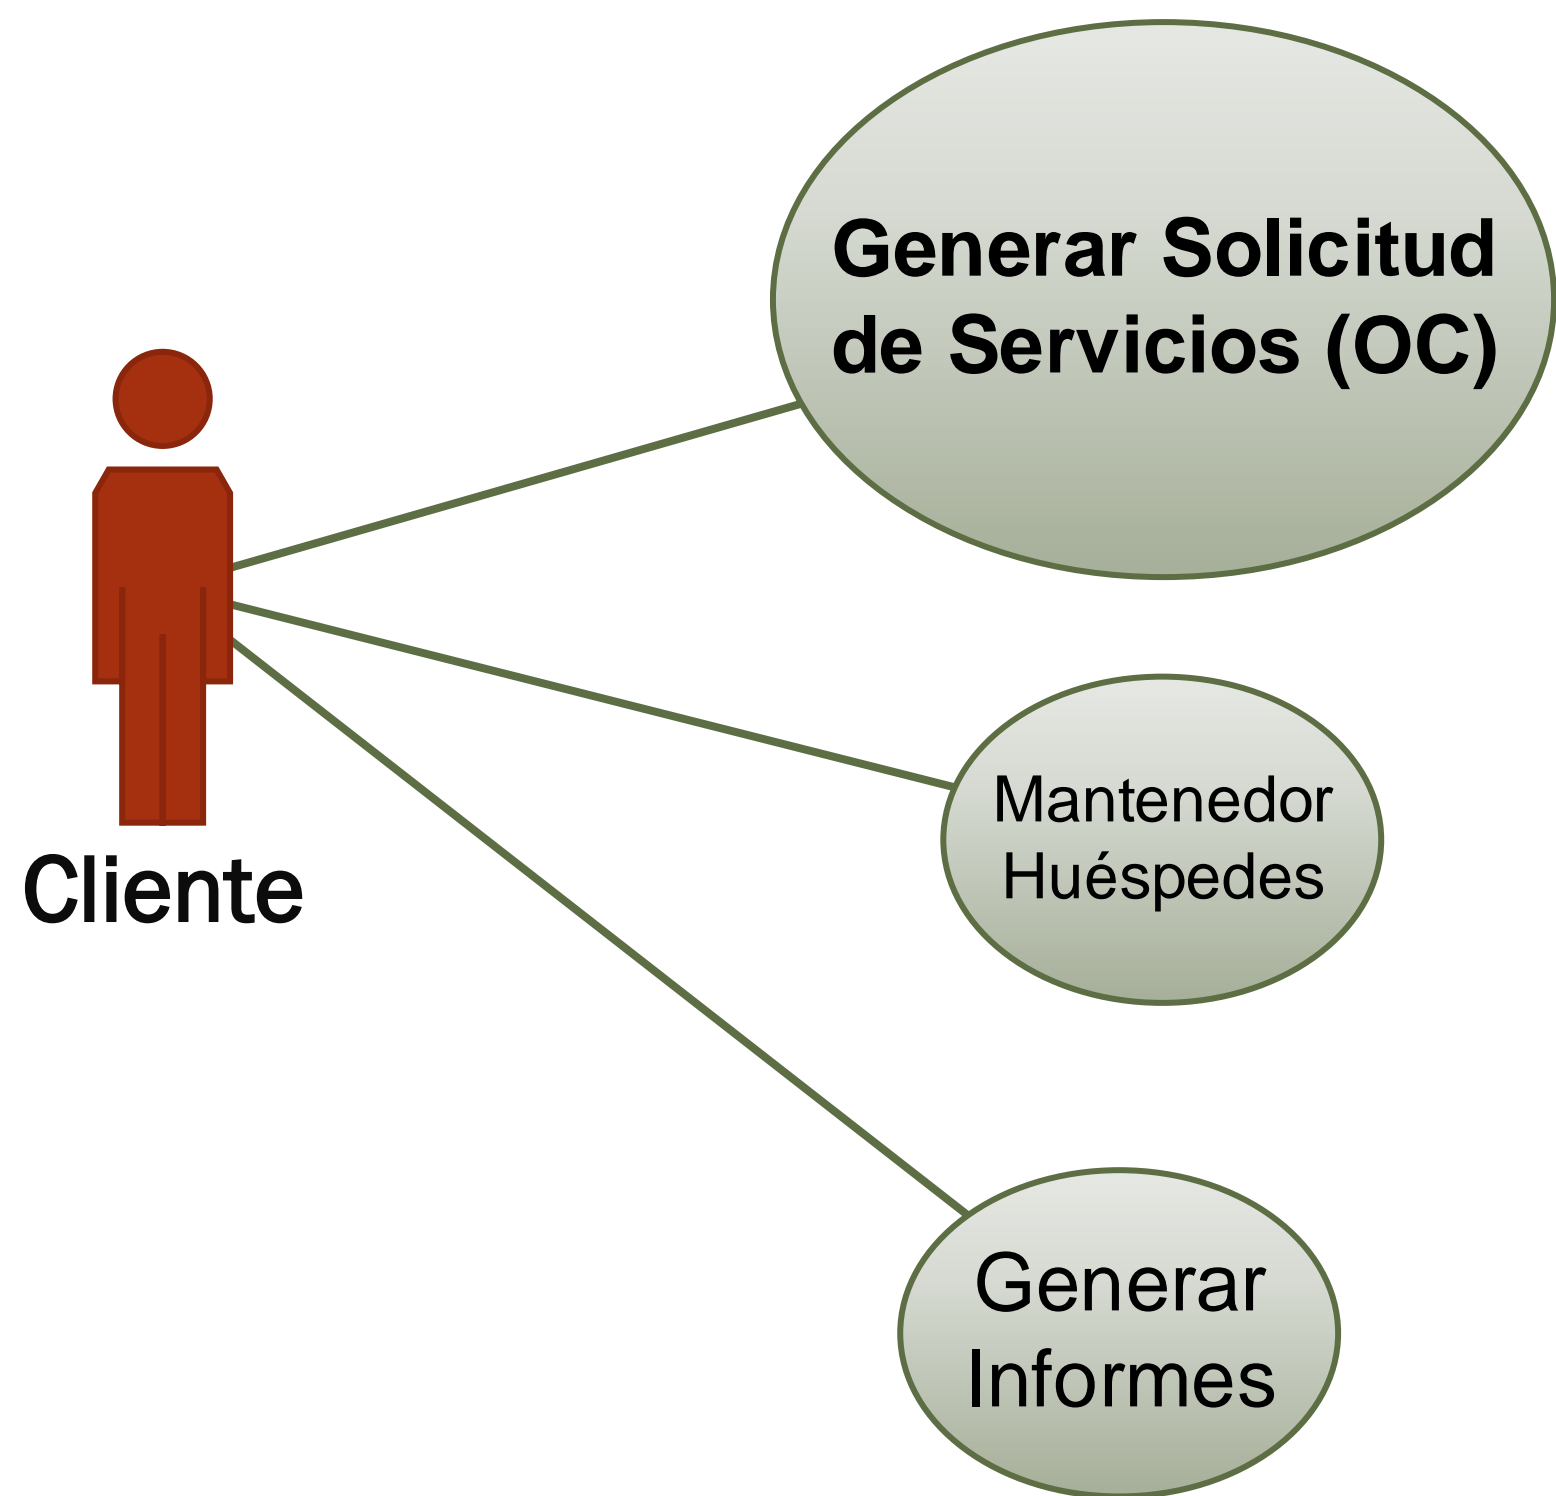 Generar Solicitud
de Servicios (OC)
Cliente
Mantenedor
Huéspedes
Generar
Informes